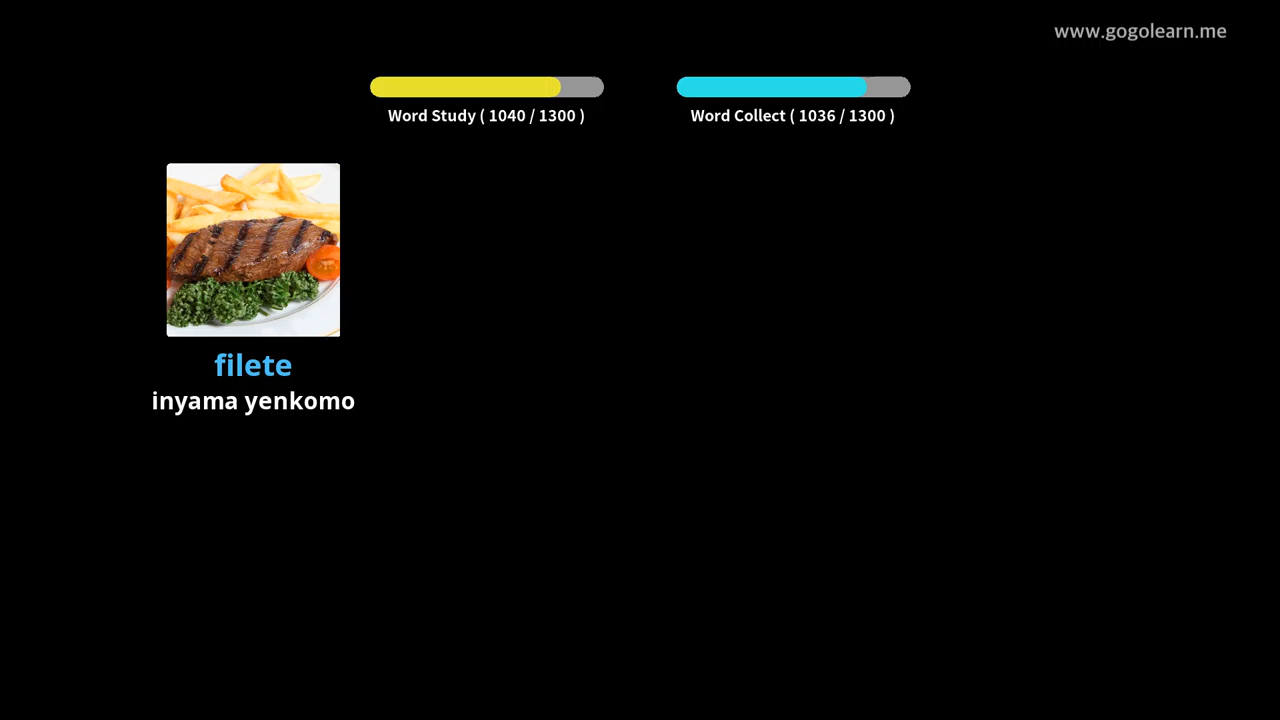 www.gogolearn.me
Word Study ( 1040 / 1300 )
Word Collect ( 1036 / 1300 )
filete
inyama yenkomo